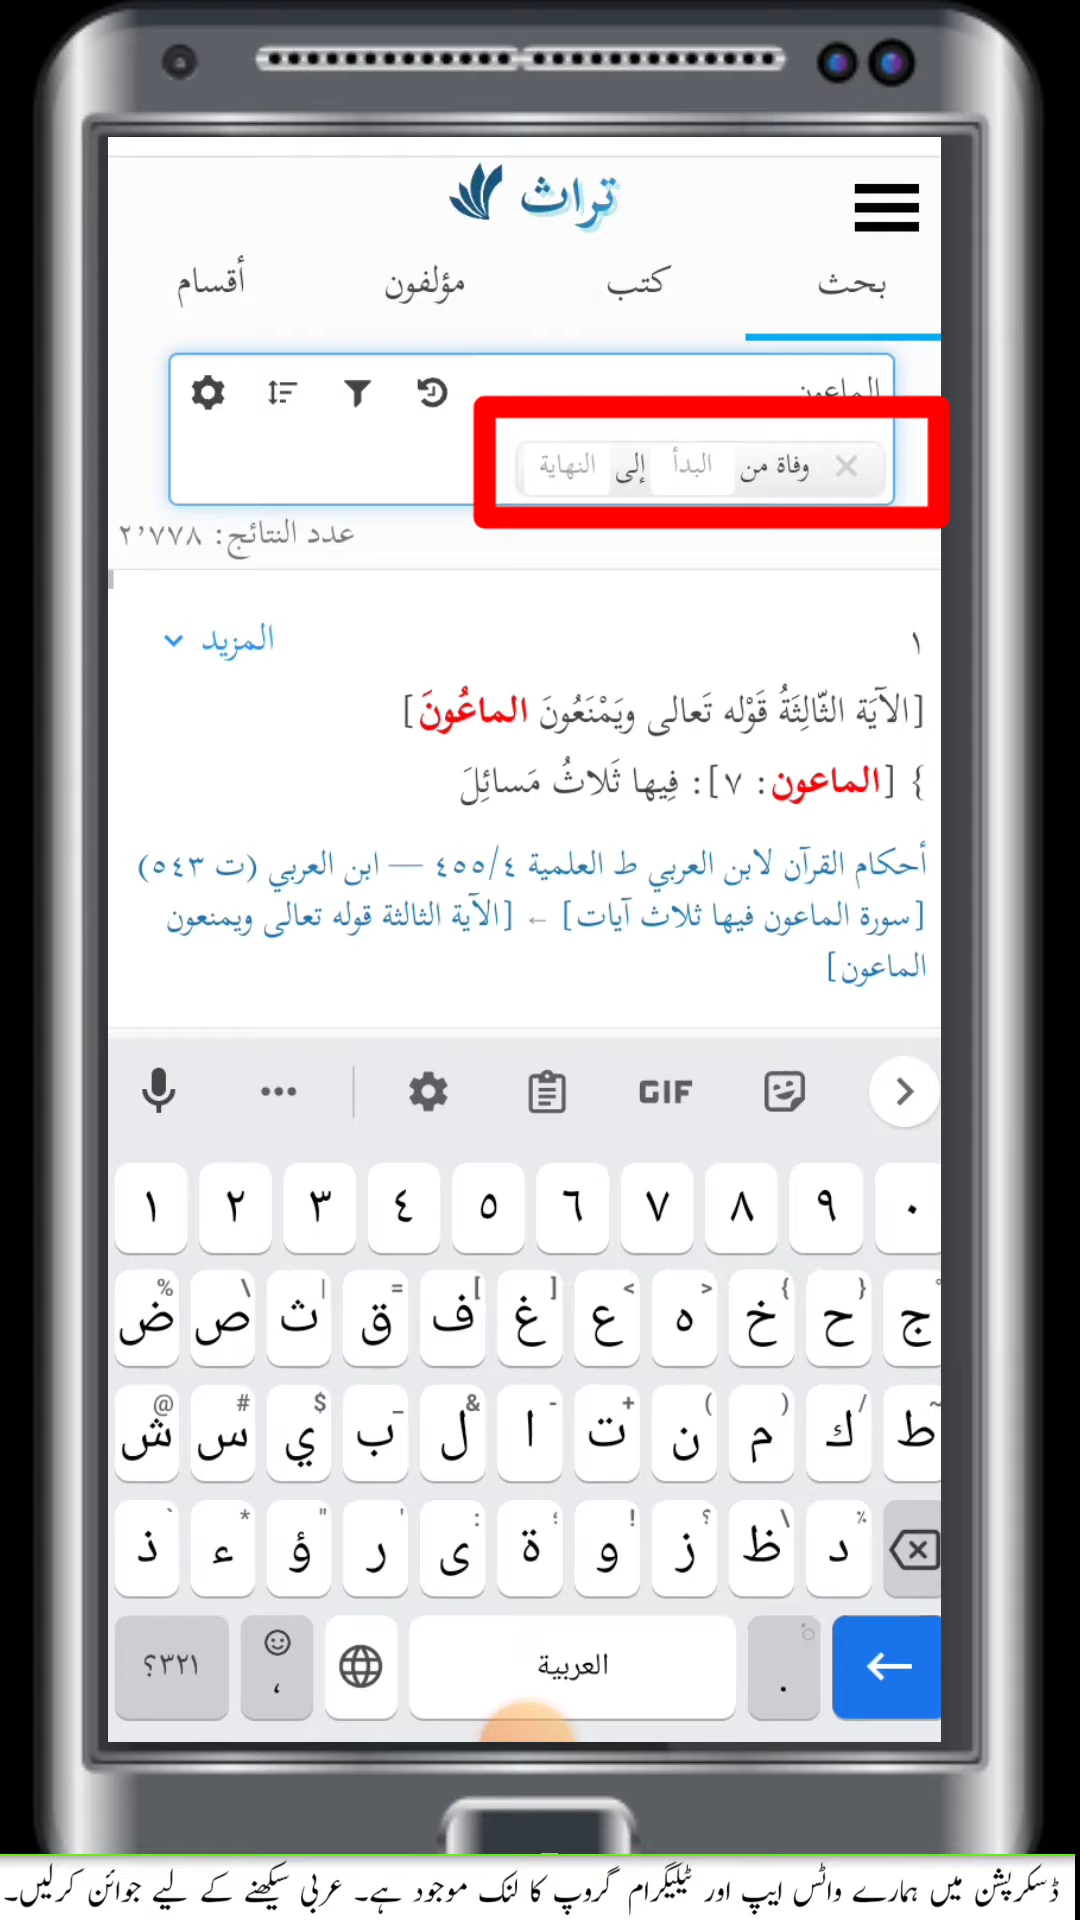 تراث
بحث
كتب
مؤلفون
أقسام
الماعون
وفاة من البدأ إلى النهاية
عدد النتائج: ٢٬٧٧٨
١
المزيد
[الآيَة الثّالِثَةُ قَوْله تَعالى ويَمْنَعُونَ الماعُونَ]
} [الماعون: ٧]: فِيها ثَلاثُ مَسائِلَ
أحكام القرآن لابن العربي ط العلمية ٤/٤٥٥ — ابن العربي (ت ٥٤٣)
[سورة الماعون فيها ثلاث آيات] ← [الآية الثالثة قوله تعالى ويمنعون
الماعون]
GIF
١ ٢ ٣ ٤ ٥ ٦ ٧ ٨ ٩ ٠
ض ص ث ق ف غ ع ه خ ح ج
ش س ي ب ل ا ت ن م ك ط
ذ ء ؤ ر ى ة و ز ظ د
؟٣٢١ ، العربية .
ڈسکرپشن میں ہمارے واٹس ایپ اور ٹیلیگرام گروپ کا لنک موجود ہے۔ عربی سیکھنے کے لیے جوائن کرلیں۔